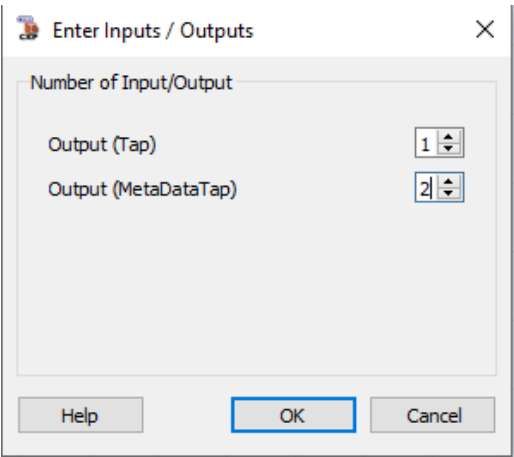 Enter Inputs / Outputs
Number of Input/Output
Output (Tap) 1
Output (MetaDataTap) 2
Help OK Cancel